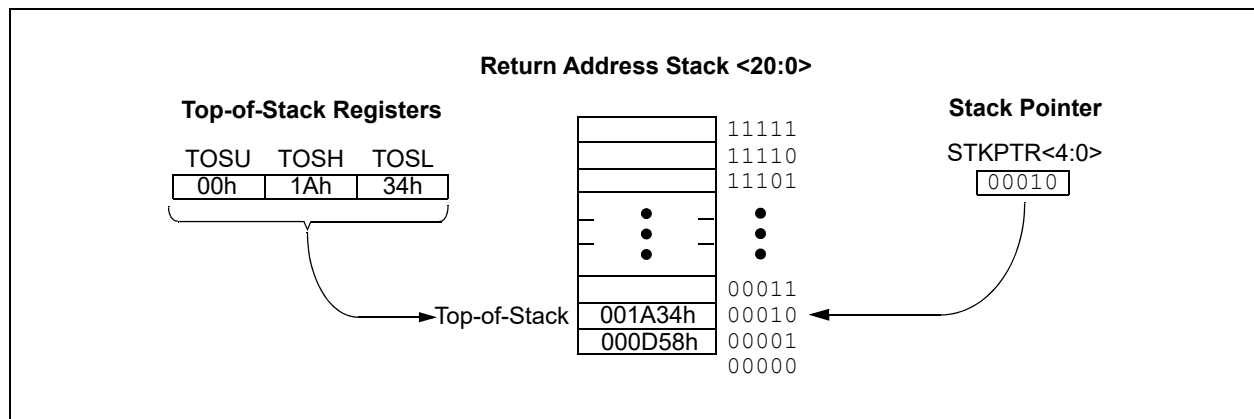 Return Address Stack <20:0>
Top-of-Stack Registers
Stack Pointer
TOSU TOSH TOSL
STKPTR<4:0>
00h 1Ah 34h
00010
11111
11110
11101
00011
Top-of-Stack 001A34h 00010
000D58h 00001
00000